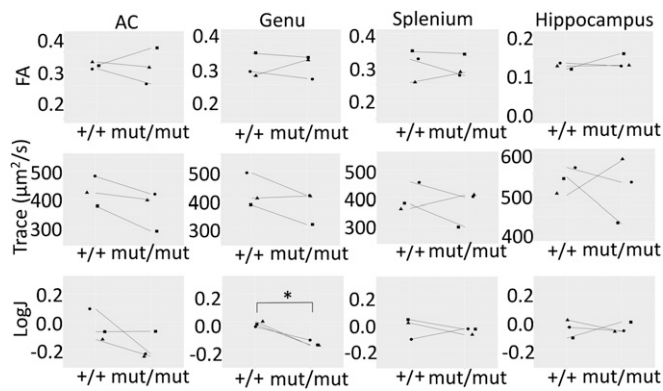 AC Genu Splenium Hippocampus
FA
0.4 0.4 0.4 0.2
0.3 0.3 0.3 0.1
0.2 0.2 0.2 0.0
+/+ mut/mut +/+ mut/mut +/+ mut/mut +/+ mut/mut
Trace (µm²/s)
500 500 500 600
400 400 400 500
300 300 300 400
+/+ mut/mut +/+ mut/mut +/+ mut/mut +/+ mut/mut
LogJ
0.2 0.2 0.2 0.2
*
0.0 0.0 0.0 0.0
-0.2 -0.2 -0.2 -0.2
+/+ mut/mut +/+ mut/mut +/+ mut/mut +/+ mut/mut